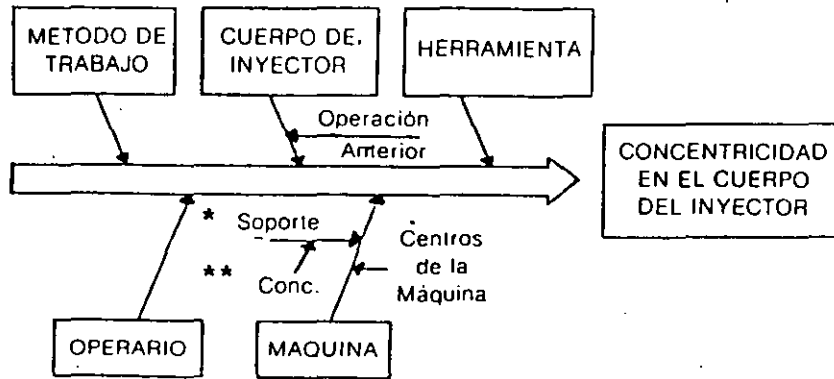 METODO DE
TRABAJO
CUERPO DE.
INYECTOR
HERRAMIENTA
Operación
Anterior
CONCENTRICIDAD
EN EL CUERPO
DEL INYECTOR
*
Soporte
**
Conc.
Centros
de la
Máquina
OPERARIO
MAQUINA